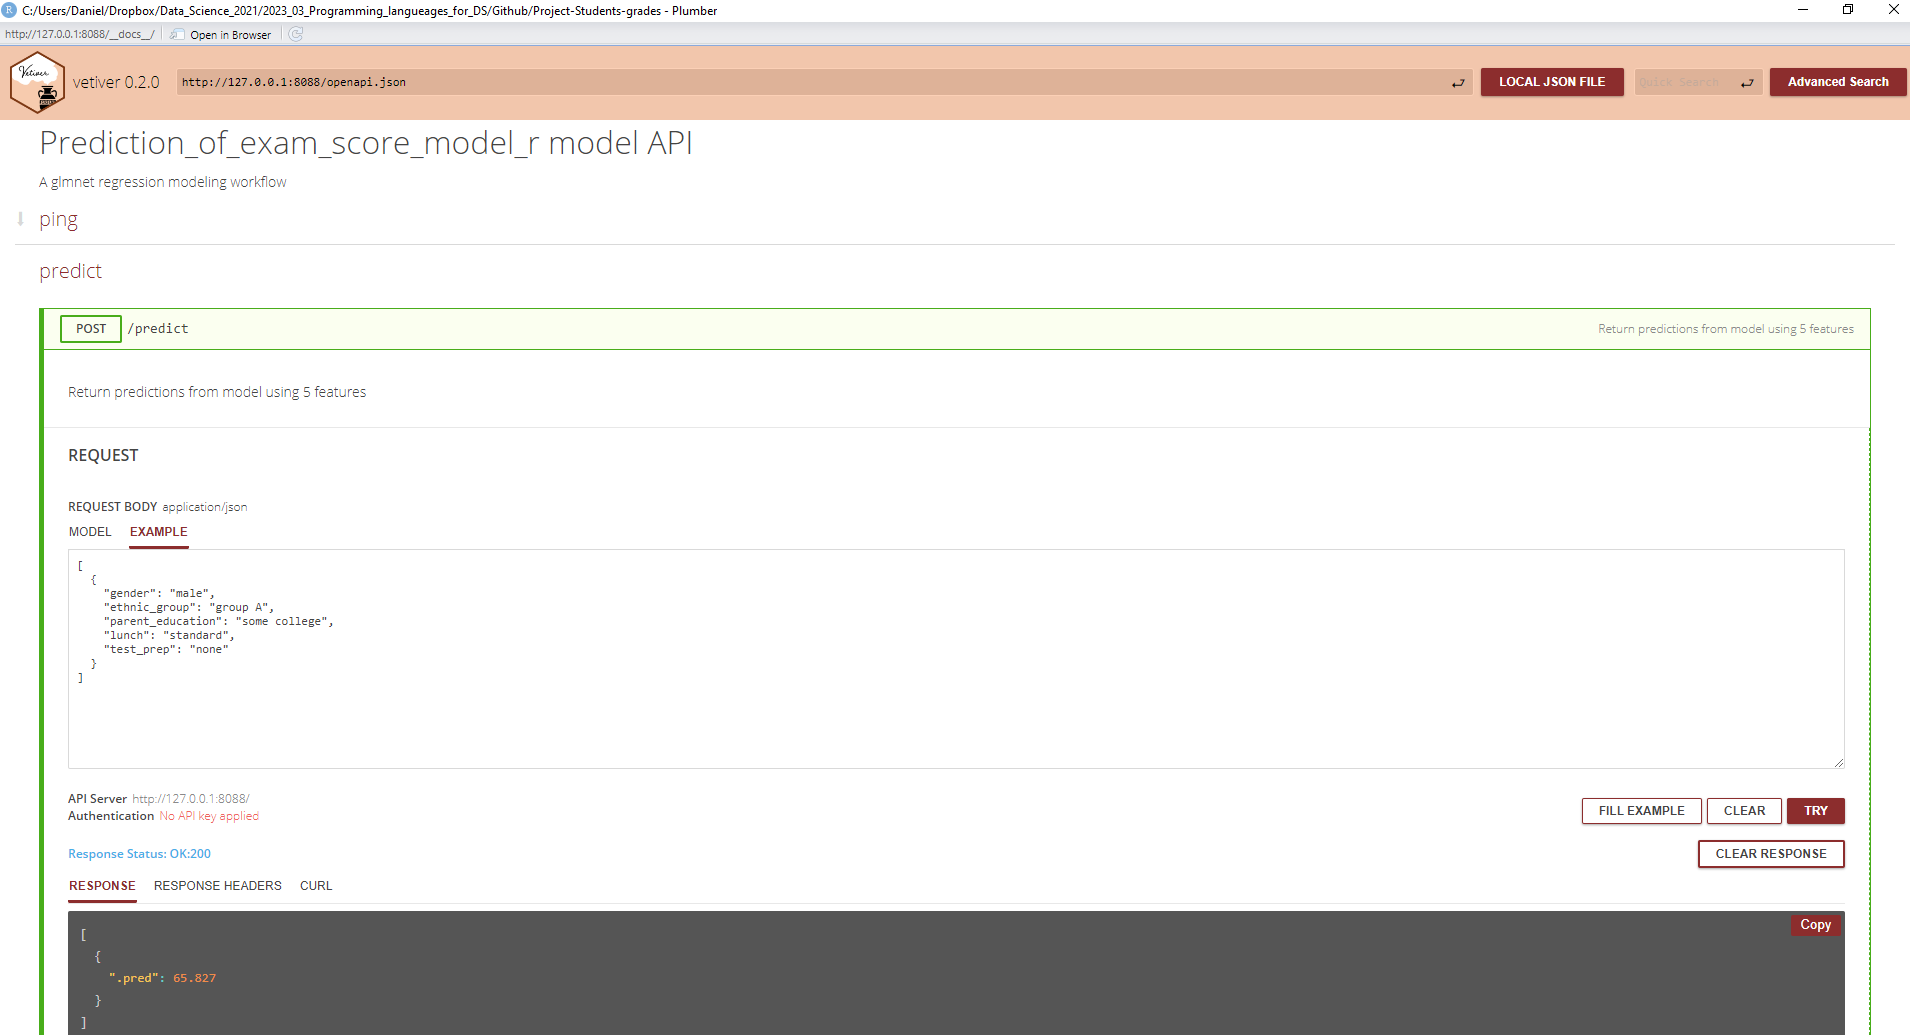 C:/Users/Daniel/Dropbox/Data_Science_2021/2023_03_Programming_langueages_for_DS/Github/Project-Students-grades - Plumber
http://127.0.0.1:8088/__docs__/ Open in Browser
Vetiver
vetiver 0.2.0 http://127.0.0.1:8088/openapi.json LOCAL JSON FILE Quick Search Advanced Search
Prediction_of_exam_score_model_r model API
A glmnet regression modeling workflow
ping
predict
POST /predict Return predictions from model using 5 features
Return predictions from model using 5 features
REQUEST
REQUEST BODY application/json
MODEL EXAMPLE
[
{
"gender": "male",
"ethnic_group": "group A",
"parent_education": "some college",
"lunch": "standard",
"test_prep": "none"
}
]
API Server http://127.0.0.1:8088/
Authentication No API key applied
FILL EXAMPLE CLEAR TRY
Response Status: OK:200 CLEAR RESPONSE
RESPONSE RESPONSE HEADERS CURL
Copy
[
{
".pred": 65.827
}
]